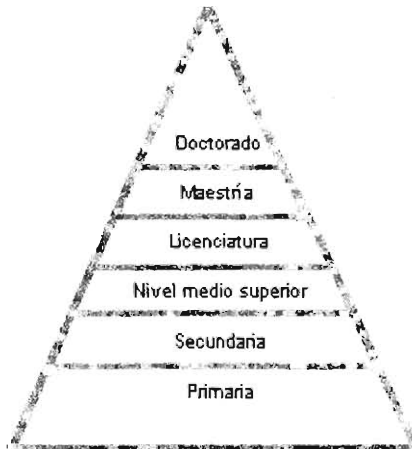 Doctorado
Maestría
Licenciatura
Nivel medio superior
Secundaria
Primaria